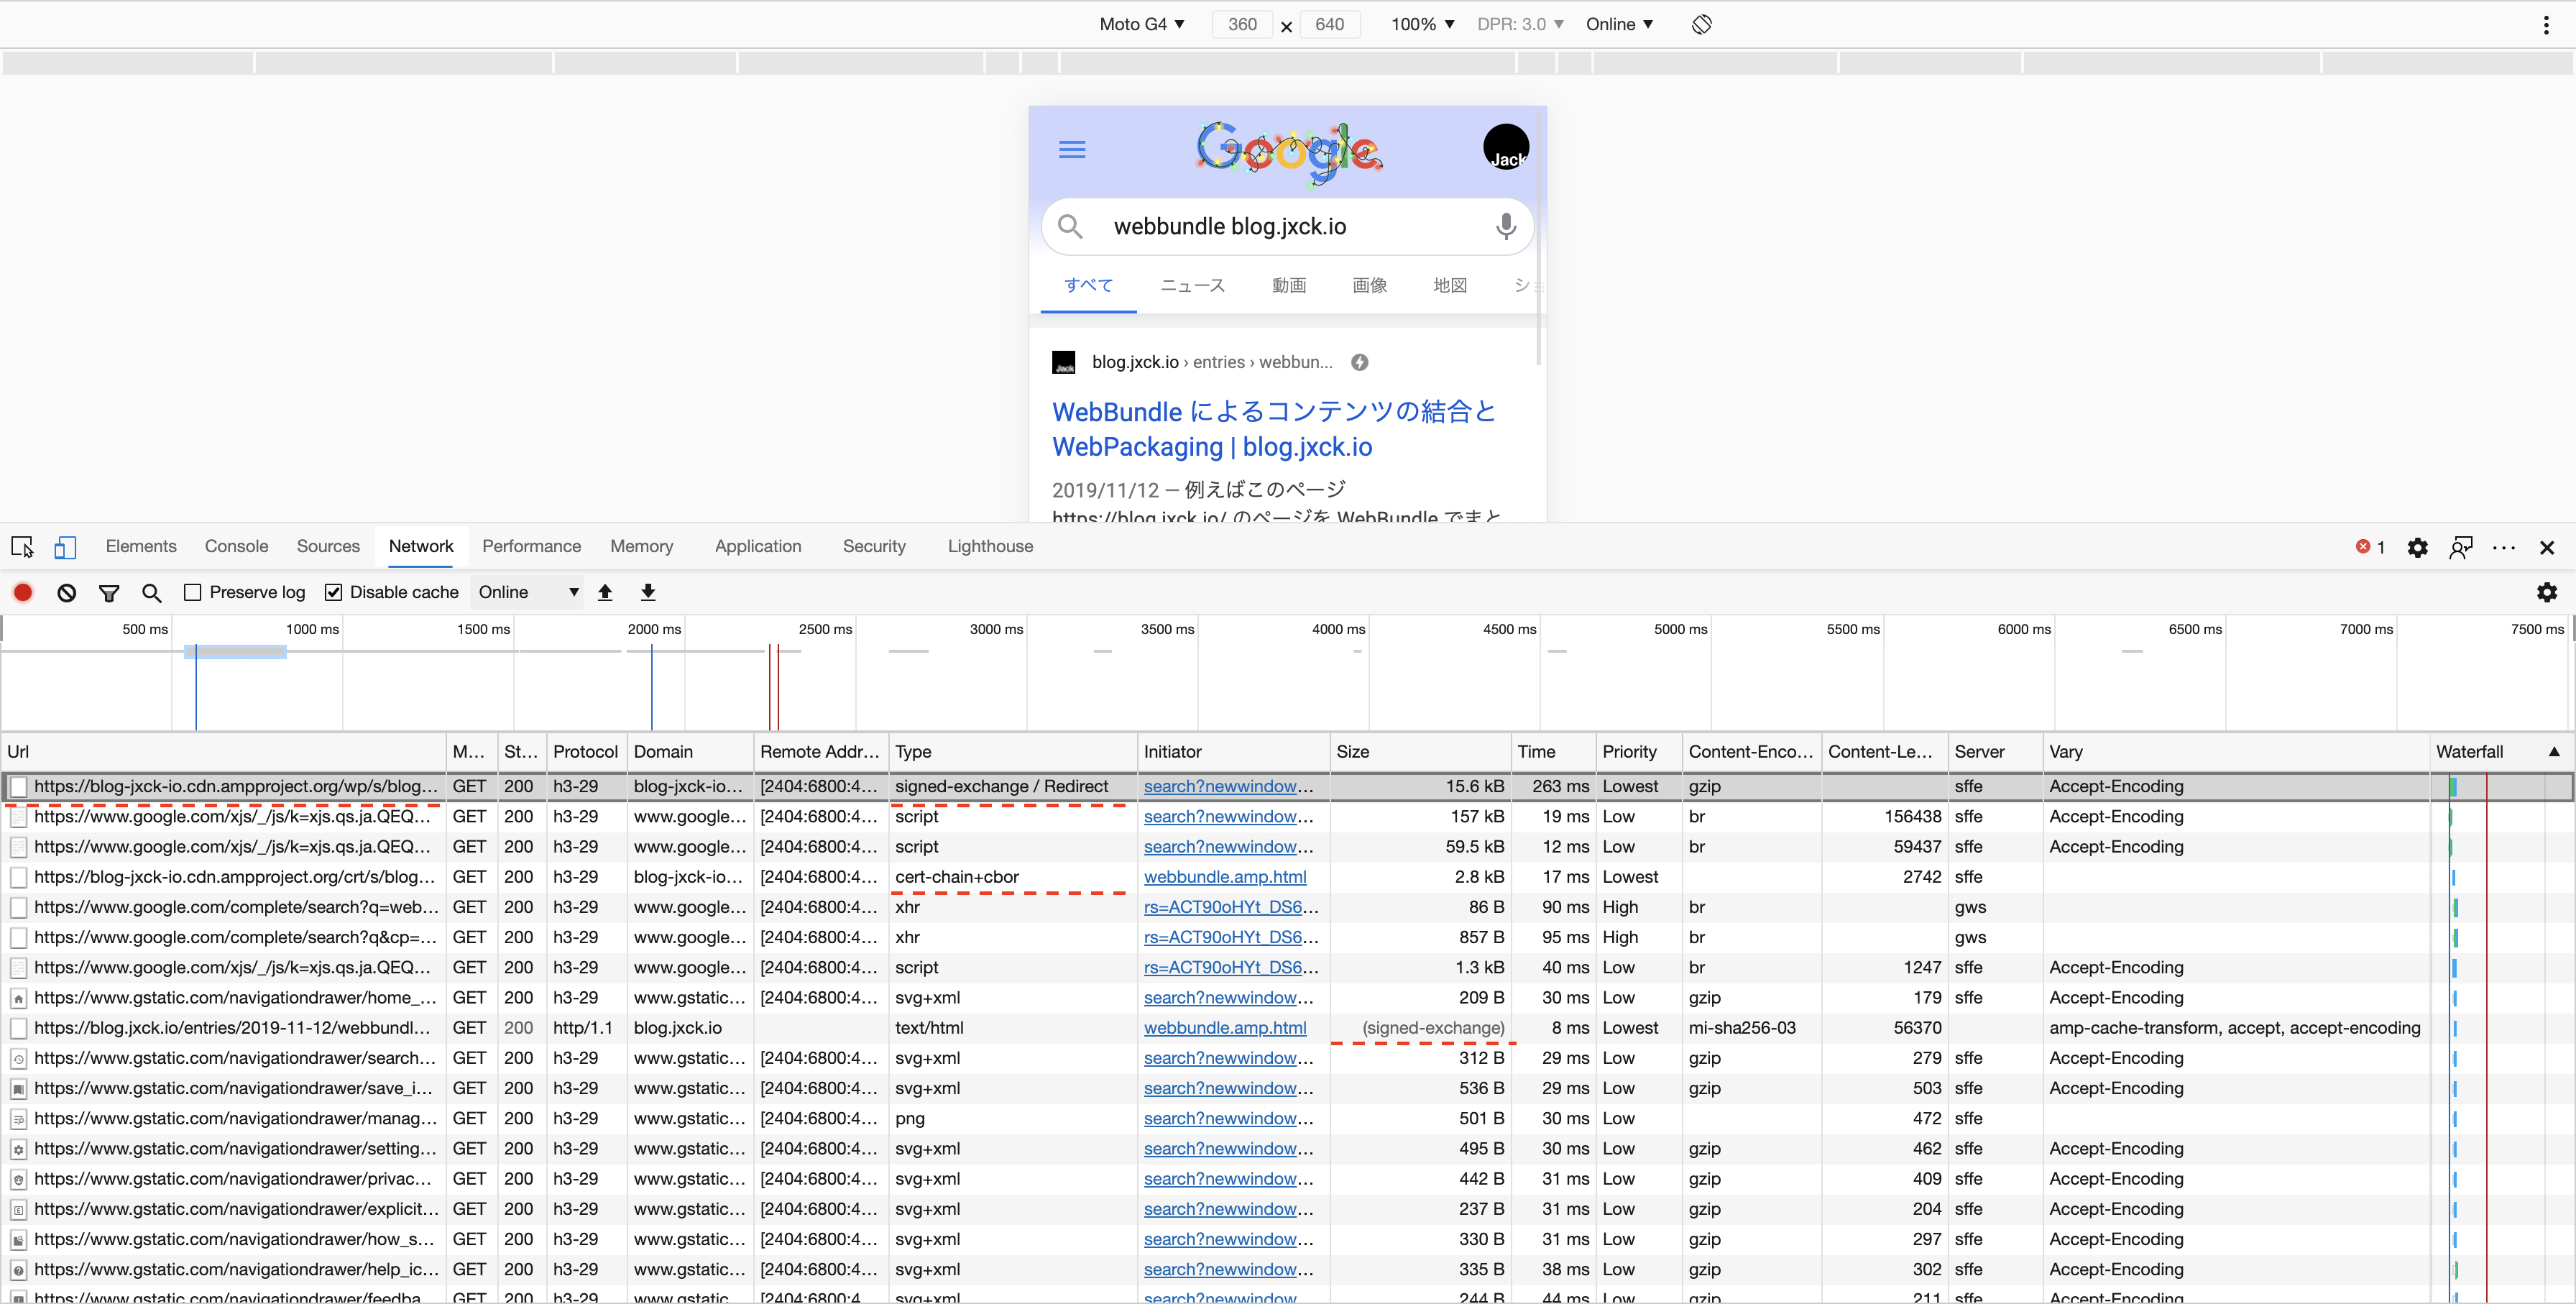 Moto G4 ▼ 360 × 640 100% ▼ DPR: 3.0 ▼ Online ▼
Google
Jack
webbundle blog.jxck.io
すべて ニュース 動画 画像 地図 シ
Jack blog.jxck.io › entries › webbun...
WebBundle によるコンテンツの結合と
WebPackaging | blog.jxck.io
2019/11/12 — 例えばこのページ
https://blog.jxck.io/ のページを WebBundle でまと
Elements Console Sources Network Performance Memory Application Security Lighthouse 1
Preserve log Disable cache Online ▼
500 ms 1000 ms 1500 ms 2000 ms 2500 ms 3000 ms 3500 ms 4000 ms 4500 ms 5000 ms 5500 ms 6000 ms 6500 ms 7000 ms 7500 ms
Url M... St... Protocol Domain Remote Addr... Type Initiator Size Time Priority Content-Enco... Content-Le... Server Vary Waterfall ▲
https://blog-jxck-io.cdn.ampproject.org/wp/s/blog... GET 200 h3-29 blog-jxck-io... [2404:6800:4... signed-exchange / Redirect search?newwindow... 15.6 kB 263 ms Lowest gzip sffe Accept-Encoding
https://www.google.com/xjs/_/js/k=xjs.qs.ja.QEQ... GET 200 h3-29 www.google... [2404:6800:4... script search?newwindow... 157 kB 19 ms Low br 156438 sffe Accept-Encoding
https://www.google.com/xjs/_/js/k=xjs.qs.ja.QEQ... GET 200 h3-29 www.google... [2404:6800:4... script search?newwindow... 59.5 kB 12 ms Low br 59437 sffe Accept-Encoding
https://blog-jxck-io.cdn.ampproject.org/crt/s/blog... GET 200 h3-29 blog-jxck-io... [2404:6800:4... cert-chain+cbor webbundle.amp.html 2.8 kB 17 ms Lowest 2742 sffe
https://www.google.com/complete/search?q=web... GET 200 h3-29 www.google... [2404:6800:4... xhr rs=ACT90oHYt_DS6... 86 B 90 ms High br gws
https://www.google.com/complete/search?q&cp=... GET 200 h3-29 www.google... [2404:6800:4... xhr rs=ACT90oHYt_DS6... 857 B 95 ms High br gws
https://www.google.com/xjs/_/js/k=xjs.qs.ja.QEQ... GET 200 h3-29 www.google... [2404:6800:4... script rs=ACT90oHYt_DS6... 1.3 kB 40 ms Low br 1247 sffe Accept-Encoding
https://www.gstatic.com/navigationdrawer/home_... GET 200 h3-29 www.gstatic... [2404:6800:4... svg+xml search?newwindow... 209 B 30 ms Low gzip 179 sffe Accept-Encoding
https://blog.jxck.io/entries/2019-11-12/webbundl... GET 200 http/1.1 blog.jxck.io text/html webbundle.amp.html (signed-exchange) 8 ms Lowest mi-sha256-03 56370 amp-cache-transform, accept, accept-encoding
https://www.gstatic.com/navigationdrawer/search... GET 200 h3-29 www.gstatic... [2404:6800:4... svg+xml search?newwindow... 312 B 29 ms Low gzip 279 sffe Accept-Encoding
https://www.gstatic.com/navigationdrawer/save_i... GET 200 h3-29 www.gstatic... [2404:6800:4... svg+xml search?newwindow... 536 B 29 ms Low gzip 503 sffe Accept-Encoding
https://www.gstatic.com/navigationdrawer/manag... GET 200 h3-29 www.gstatic... [2404:6800:4... png search?newwindow... 501 B 30 ms Low 472 sffe
https://www.gstatic.com/navigationdrawer/setting... GET 200 h3-29 www.gstatic... [2404:6800:4... svg+xml search?newwindow... 495 B 30 ms Low gzip 462 sffe Accept-Encoding
https://www.gstatic.com/navigationdrawer/privac... GET 200 h3-29 www.gstatic... [2404:6800:4... svg+xml search?newwindow... 442 B 31 ms Low gzip 409 sffe Accept-Encoding
https://www.gstatic.com/navigationdrawer/explicit... GET 200 h3-29 www.gstatic... [2404:6800:4... svg+xml search?newwindow... 237 B 31 ms Low gzip 204 sffe Accept-Encoding
https://www.gstatic.com/navigationdrawer/how_s... GET 200 h3-29 www.gstatic... [2404:6800:4... svg+xml search?newwindow... 330 B 31 ms Low gzip 297 sffe Accept-Encoding
https://www.gstatic.com/navigationdrawer/help_ic... GET 200 h3-29 www.gstatic... [2404:6800:4... svg+xml search?newwindow... 335 B 38 ms Low gzip 302 sffe Accept-Encoding
https://www.gstatic.com/navigationdrawer/feedba... GET 200 h3-29 www.gstatic... [2404:6800:4... svg+xml search?newwindow... 244 B 44 ms Low gzip 211 sffe Accept-Encoding